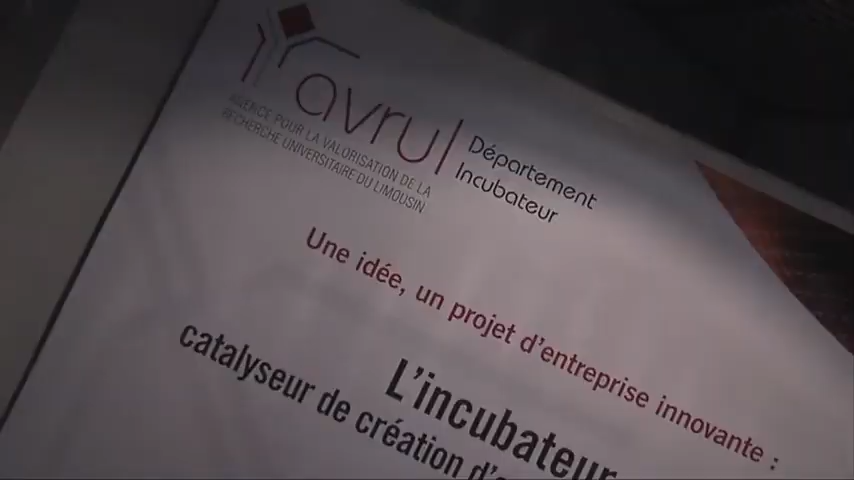 avru
AGENCE POUR LA VALORISATION DE LA
RECHERCHE UNIVERSITAIRE DU LIMOUSIN
Département
Incubateur
Une idée, un projet d'entreprise innovante :
L'incubateur
catalyseur de création